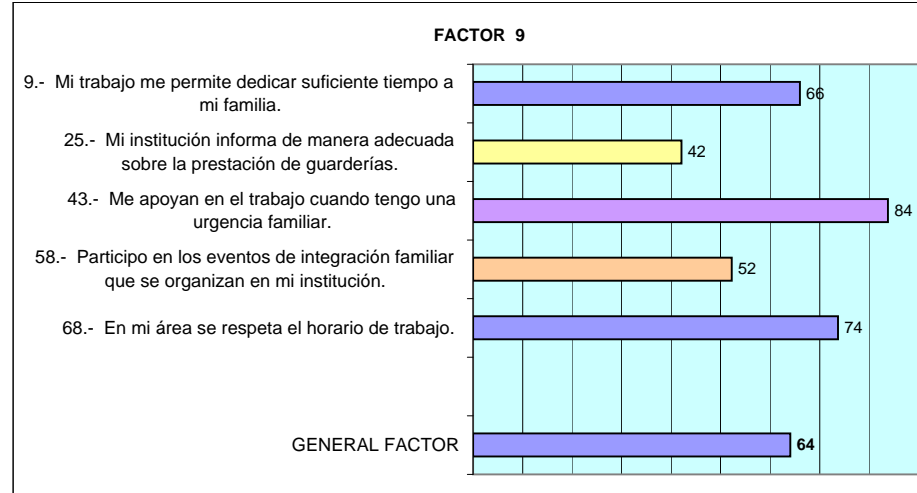 FACTOR 9
9.- Mi trabajo me permite dedicar suficiente tiempo a
mi familia.
66
25.- Mi institución informa de manera adecuada
sobre la prestación de guarderías.
42
43.- Me apoyan en el trabajo cuando tengo una
urgencia familiar.
84
58.- Participo en los eventos de integración familiar
que se organizan en mi institución.
52
68.- En mi área se respeta el horario de trabajo.
74
GENERAL FACTOR
64